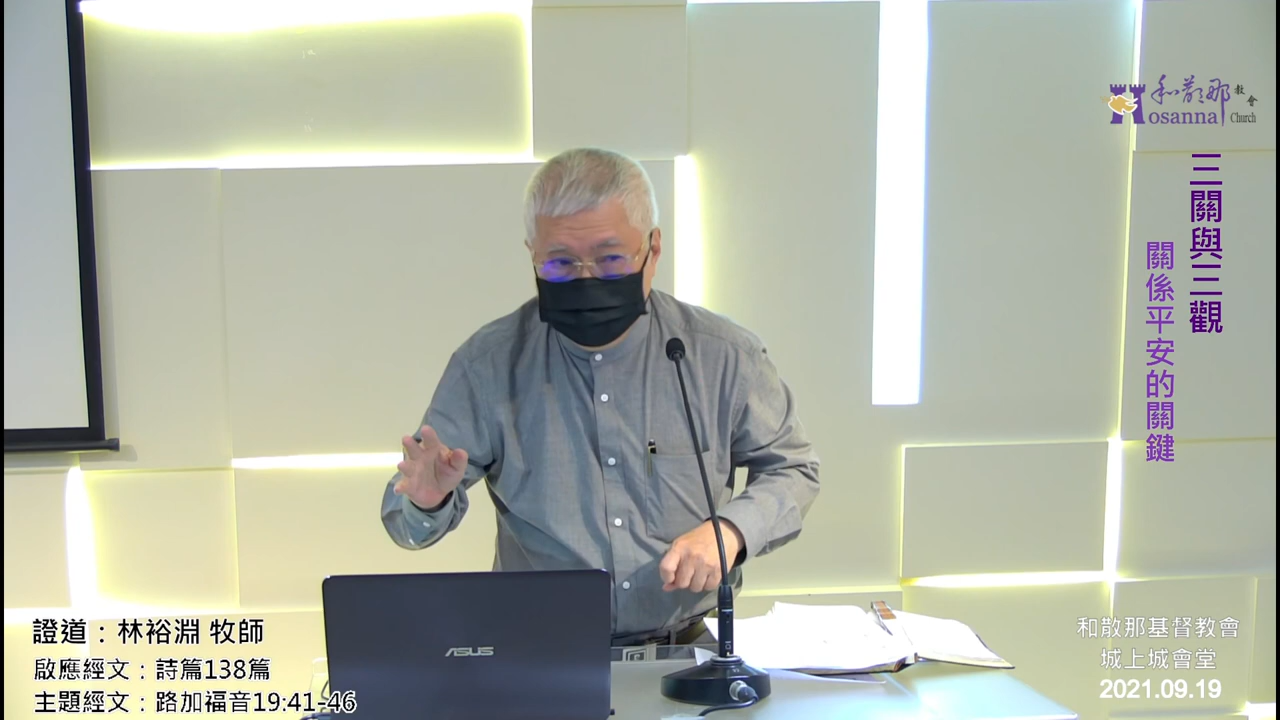 和散那教會
Hosanna Church
三關與三觀
關係平安的關鍵
ASUS
證道：林裕淵 牧師
啟應經文：詩篇138篇
主題經文：路加福音19:41-46
和散那基督教會
城上城會堂
2021.09.19